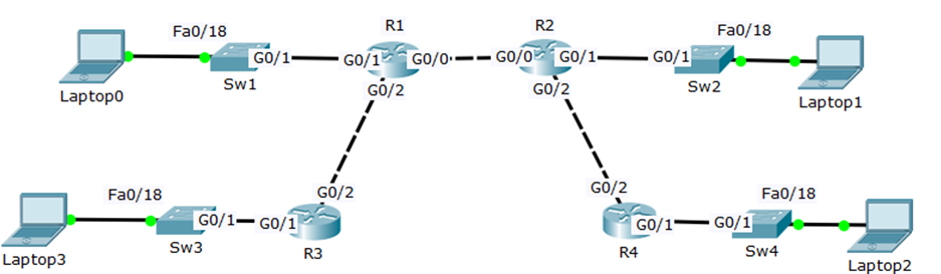 R1
R2
Fa0/18
Fa0/18
G0/1
G0/1
G0/0
G0/0
G0/1
G0/1
Sw1
Sw2
Laptop0
G0/2
G0/2
Laptop1
Fa0/18
G0/2
G0/2
Fa0/18
G0/1
G0/1
G0/1
G0/1
Sw3
Sw4
Laptop3
R3
R4
Laptop2